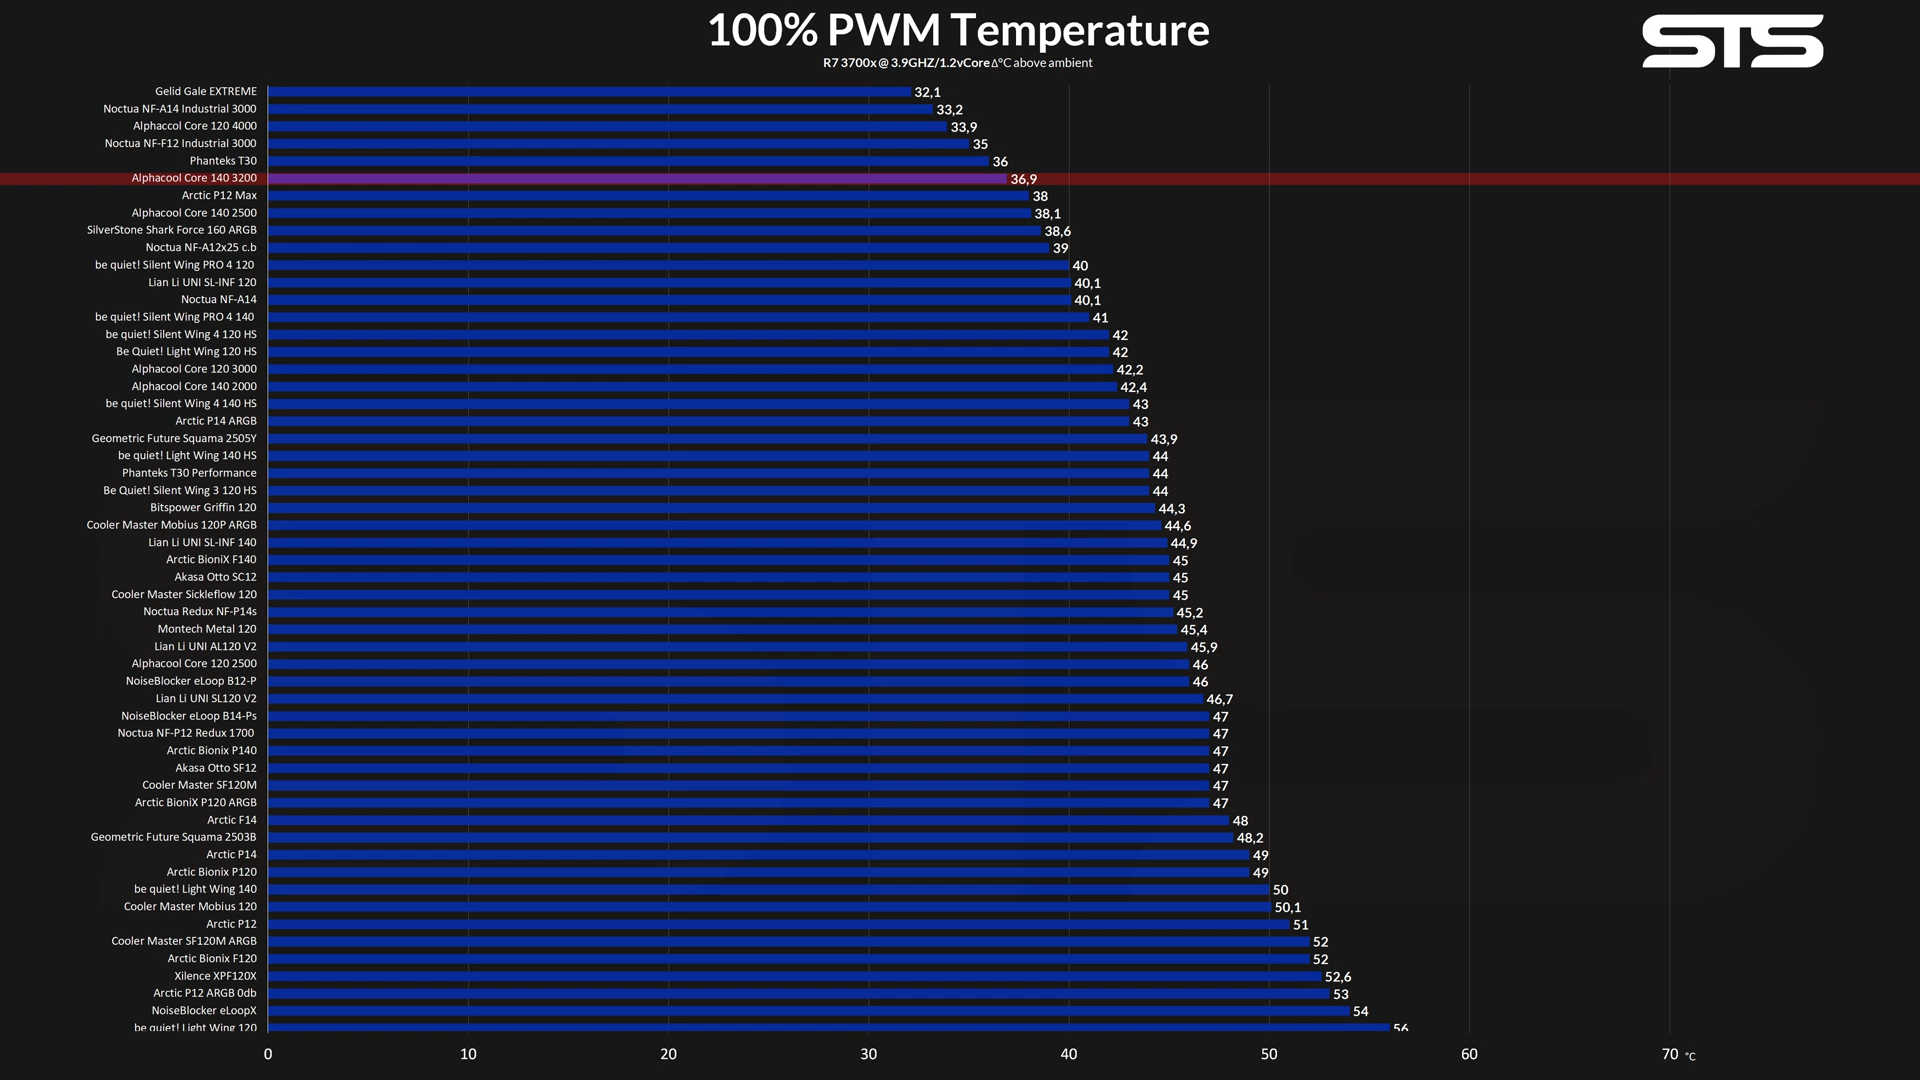 100% PWM Temperature
STS
R7 3700x @ 3.9GHZ/1.2vCore Δ°C above ambient
Gelid Gale EXTREME 32,1
Noctua NF-A14 Industrial 3000 33,2
Alphaccol Core 120 4000 33,9
Noctua NF-F12 Industrial 3000 35
Phanteks T30 36
Alphacool Core 140 3200 36,9
Arctic P12 Max 38
Alphacool Core 140 2500 38,1
SilverStone Shark Force 160 ARGB 38,6
Noctua NF-A12x25 c.b 39
be quiet! Silent Wing PRO 4 120 40
Lian Li UNI SL-INF 120 40,1
Noctua NF-A14 40,1
be quiet! Silent Wing PRO 4 140 41
be quiet! Silent Wing 4 120 HS 42
Be Quiet! Light Wing 120 HS 42
Alphacool Core 120 3000 42,2
Alphacool Core 140 2000 42,4
be quiet! Silent Wing 4 140 HS 43
Arctic P14 ARGB 43
Geometric Future Squama 2505Y 43,9
be quiet! Light Wing 140 HS 44
Phanteks T30 Performance 44
Be Quiet! Silent Wing 3 120 HS 44
Bitspower Griffin 120 44,3
Cooler Master Mobius 120P ARGB 44,6
Lian Li UNI SL-INF 140 44,9
Arctic BioniX F140 45
Akasa Otto SC12 45
Cooler Master Sickleflow 120 45
Noctua Redux NF-P14s 45,2
Montech Metal 120 45,4
Lian Li UNI AL120 V2 45,9
Alphacool Core 120 2500 46
NoiseBlocker eLoop B12-P 46
Lian Li UNI SL120 V2 46,7
NoiseBlocker eLoop B14-Ps 47
Noctua NF-P12 Redux 1700 47
Arctic Bionix P140 47
Akasa Otto SF12 47
Cooler Master SF120M 47
Arctic BioniX P120 ARGB 47
Arctic F14 48
Geometric Future Squama 2503B 48,2
Arctic P14 49
Arctic Bionix P120 49
be quiet! Light Wing 140 50
Cooler Master Mobius 120 50,1
Arctic P12 51
Cooler Master SF120M ARGB 52
Arctic Bionix F120 52
Xilence XPF120X 52,6
Arctic P12 ARGB 0db 53
NoiseBlocker eLoopX 54
be quiet! Light Wing 120 56
0 10 20 30 40 50 60 70 °C